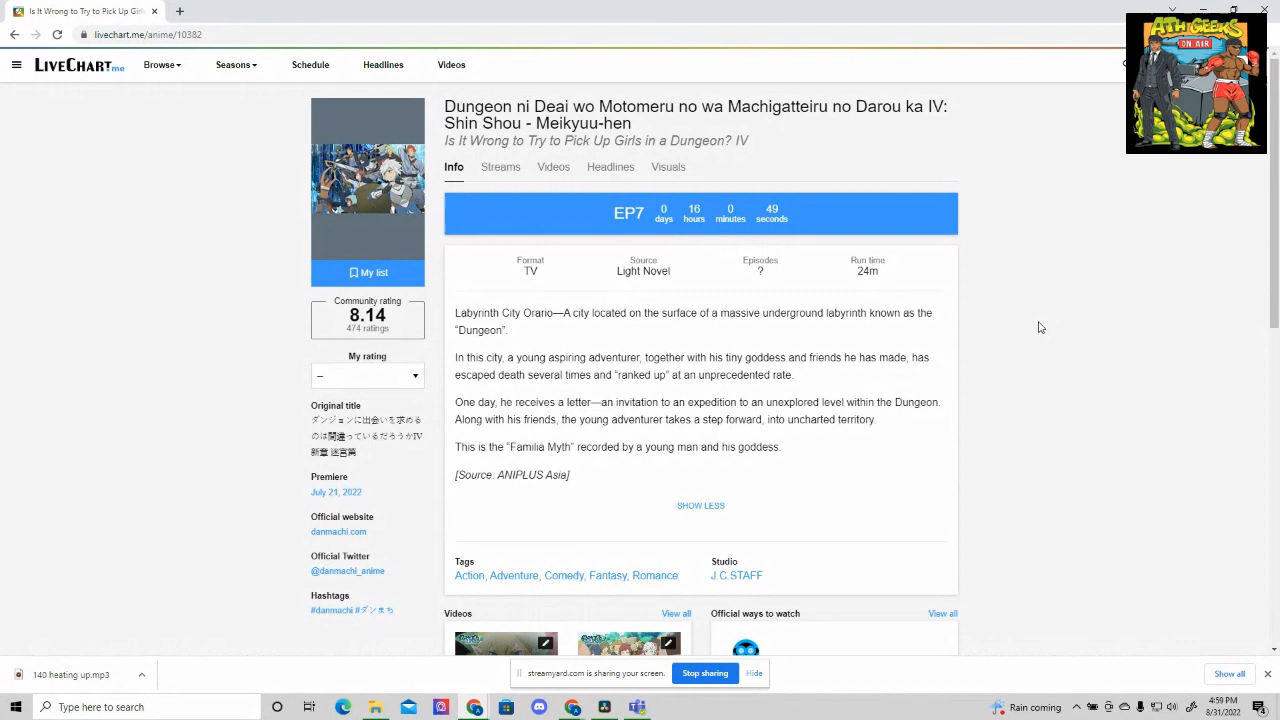 Is It Wrong to Try to Pick Up Girls
livechart.me/anime/10382
ATH GEEKS
ON AIR
LIVECHART.me
Browse
Seasons
Schedule
Headlines
Videos
Dungeon ni Deai wo Motomeru no wa Machigatteiru no Darou ka IV:
Shin Shou - Meikyuu-hen
Is It Wrong to Try to Pick Up Girls in a Dungeon? IV
Info Streams Videos Headlines Visuals
EP7 0 days 16 hours 0 minutes 49 seconds
My list
Community rating
8.14
474 ratings
My rating
–
Original title
ダンジョンに出会いを求める
のは間違っているだろうかIV
新章 迷宮篇
Premiere
July 21, 2022
Official website
danmachi.com
Official Twitter
@danmachi_anime
Hashtags
#danmachi #ダンまち
Format Source Episodes Run time
TV Light Novel ? 24m
Labyrinth City Orario—A city located on the surface of a massive underground labyrinth known as the
“Dungeon”.
In this city, a young aspiring adventurer, together with his tiny goddess and friends he has made, has
escaped death several times and “ranked up” at an unprecedented rate.
One day, he receives a letter—an invitation to an expedition to an unexplored level within the Dungeon.
Along with his friends, the young adventurer takes a step forward, into uncharted territory.
This is the “Familia Myth” recorded by a young man and his goddess.
[Source: ANIPLUS Asia]
SHOW LESS
Tags
Action, Adventure, Comedy, Fantasy, Romance
Studio
J.C.STAFF
Videos View all
Official ways to watch View all
140 heating up.mp3
streamyard.com is sharing your screen.
Stop sharing
Hide
Show all
Type here to search
Rain coming
4:59 PM
8/31/2022
4